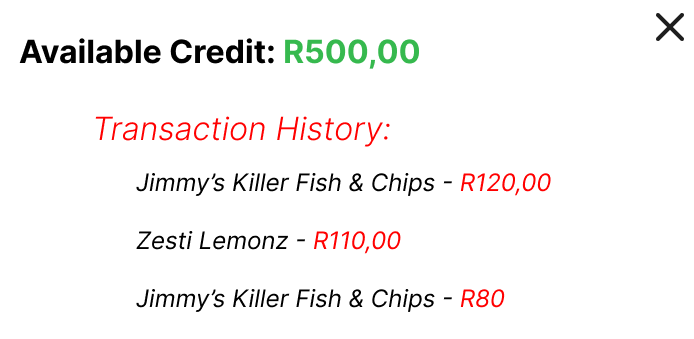 Available Credit: R500,00
Transaction History:
Jimmy’s Killer Fish & Chips - R120,00
Zesti Lemonz - R110,00
Jimmy’s Killer Fish & Chips - R80